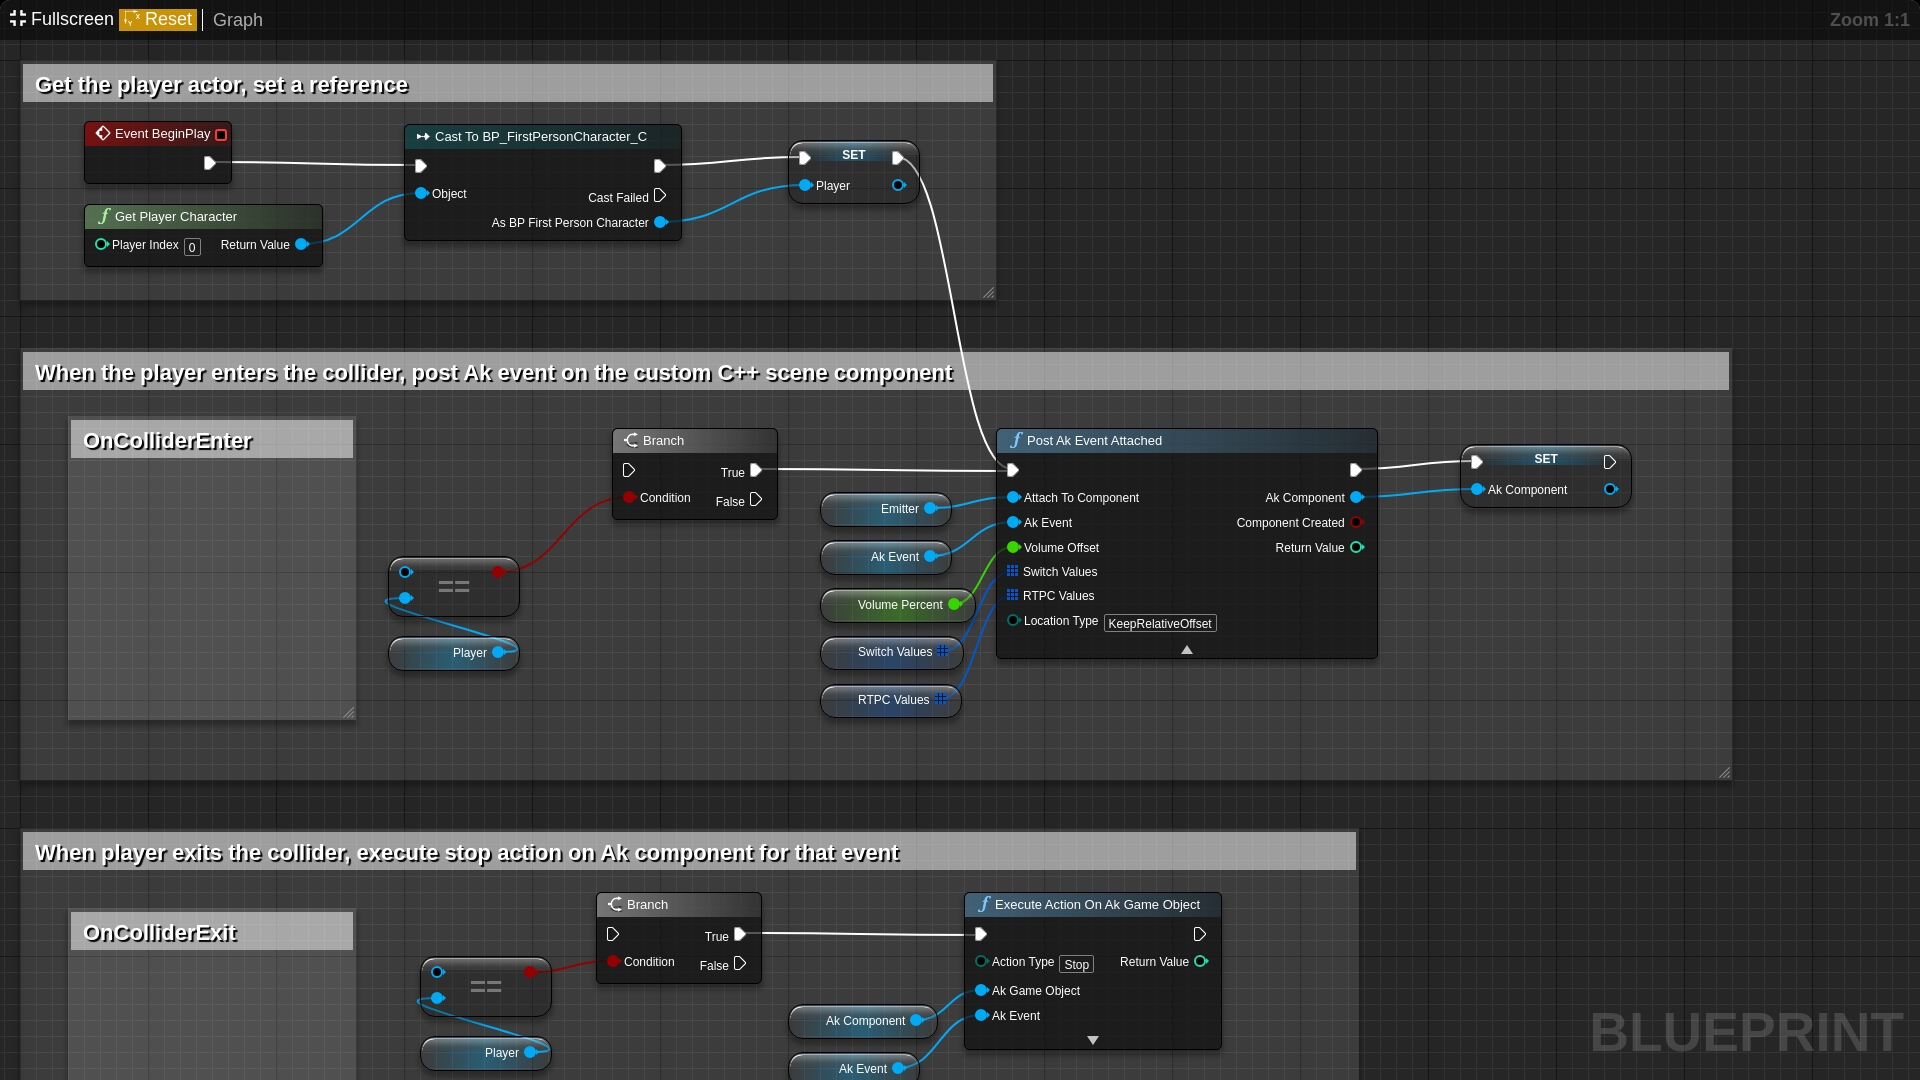 Fullscreen Reset Graph Zoom 1:1
Get the player actor, set a reference
Event BeginPlay
Cast To BP_FirstPersonCharacter_C
Object
Cast Failed
As BP First Person Character
SET
Player
Get Player Character
Player Index 0 Return Value
When the player enters the collider, post Ak event on the custom C++ scene component
OnColliderEnter
Branch
True
Condition
False
==
Player
Emitter
Ak Event
Volume Percent
Switch Values
RTPC Values
Post Ak Event Attached
Attach To Component Ak Component
Ak Event Component Created
Volume Offset Return Value
Switch Values
RTPC Values
Location Type KeepRelativeOffset
SET
Ak Component
When player exits the collider, execute stop action on Ak component for that event
OnColliderExit
Branch
True
Condition
False
==
Player
Ak Component
Ak Event
Execute Action On Ak Game Object
Action Type Stop Return Value
Ak Game Object
Ak Event
BLUEPRINT